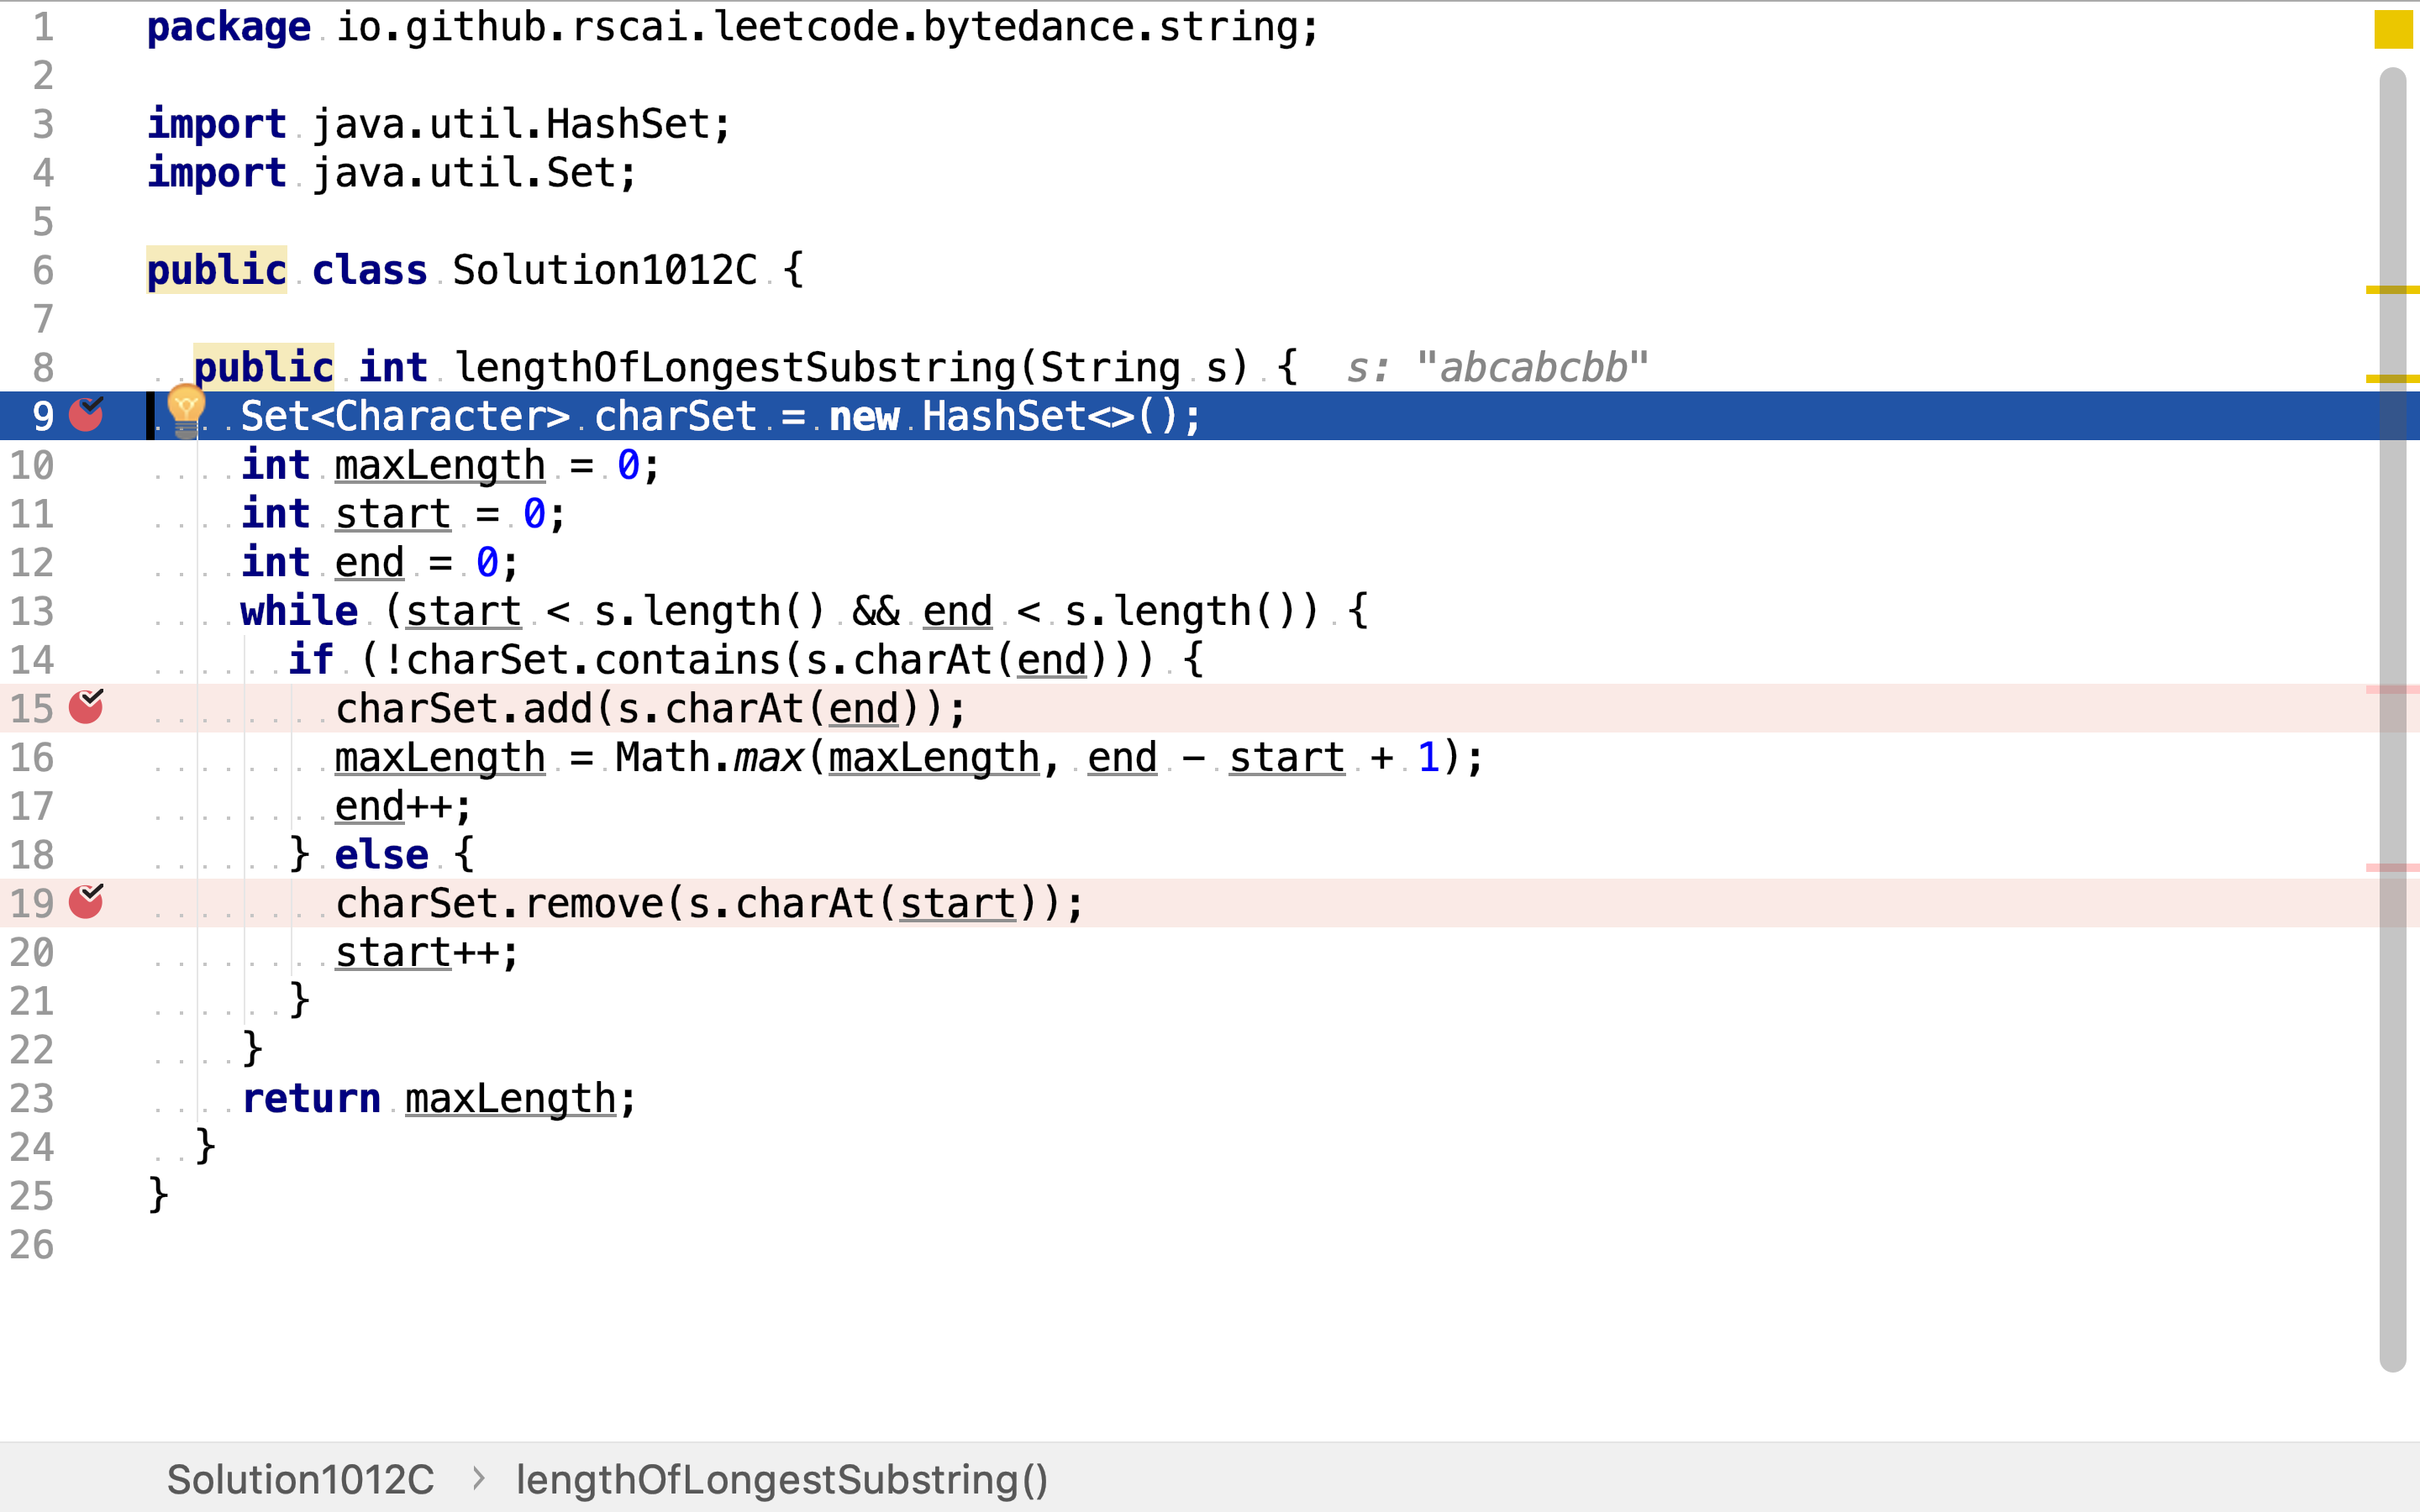 1 package io.github.rscai.leetcode.bytedance.string;
2
3 import java.util.HashSet;
4 import java.util.Set;
5
6 public class Solution1012C {
7
8 public int lengthOfLongestSubstring(String s) { s: "abcabcbb"
9 Set<Character> charSet = new HashSet<>();
10 int maxLength = 0;
11 int start = 0;
12 int end = 0;
13 while (start < s.length() && end < s.length()) {
14 if (!charSet.contains(s.charAt(end))) {
15 charSet.add(s.charAt(end));
16 maxLength = Math.max(maxLength, end - start + 1);
17 end++;
18 } else {
19 charSet.remove(s.charAt(start));
20 start++;
21 }
22 }
23 return maxLength;
24 }
25 }
26
Solution1012C > lengthOfLongestSubstring()